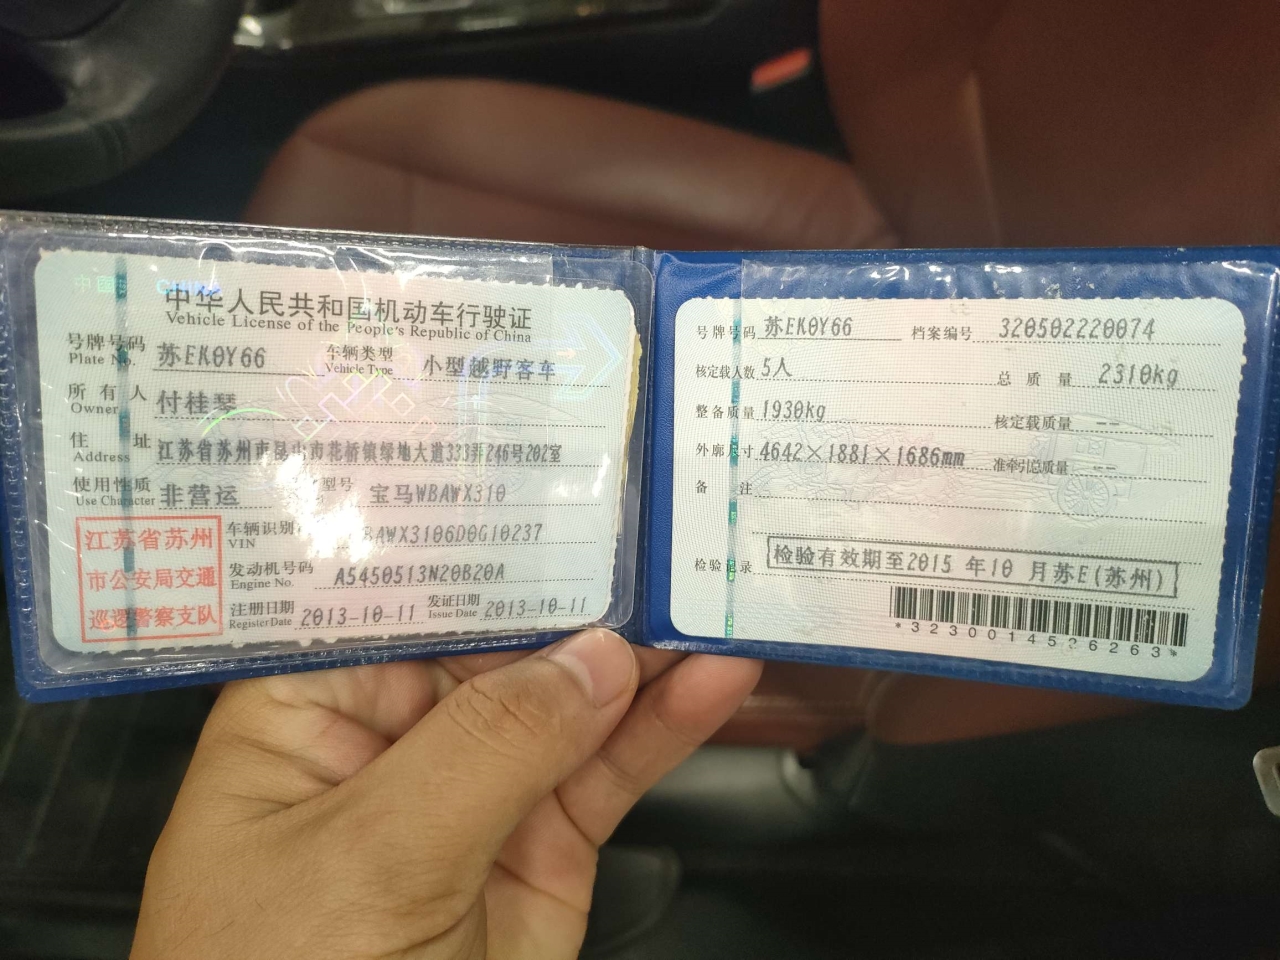 中华人民共和国机动车行驶证
Vehicle License of the People's Republic of China
号牌号码 苏EK0Y66 车辆类型 小型越野客车
Plate No. Vehicle Type
所有人 付桂琴
Owner
住址 江苏省苏州市昆山市花桥镇绿地大道333弄246号202室
Address
使用性质 非营运 型号 宝马WBAWX310
Use Character
江苏省苏州
市公安局交通
巡逻警察支队
车辆识别 BAWX3106D0G10237
VIN
发动机号码 A5450513N20B20A
Engine No.
注册日期 2013-10-11 发证日期 2013-10-11
Register Date Issue Date
号牌号码 苏EK0Y66 档案编号 320502220074
核定载人数 5人 总质量 2310kg
整备质量 1930kg 核定载质量 --
外廓尺寸 4642×1881×1686mm 准牵引总质量 --
备注
检验记录 检验有效期至2015年10月苏E(苏州)
*3230014526263*